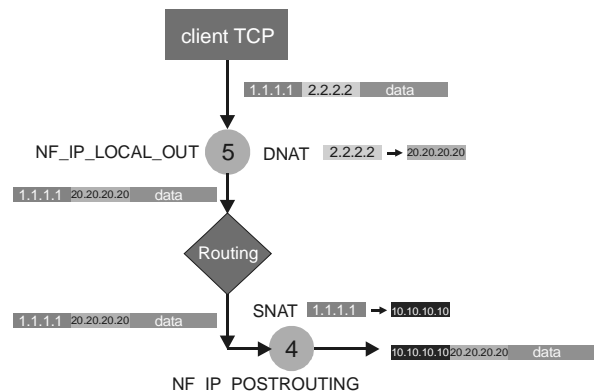 client TCP
1.1.1.1 2.2.2.2 data
NF_IP_LOCAL_OUT 5 DNAT 2.2.2.2 20.20.20.20
1.1.1.1 20.20.20.20 data
Routing
SNAT 1.1.1.1 10.10.10.10
1.1.1.1 20.20.20.20 data
4
10.10.10.10 20.20.20.20 data
NF_IP_POSTROUTING